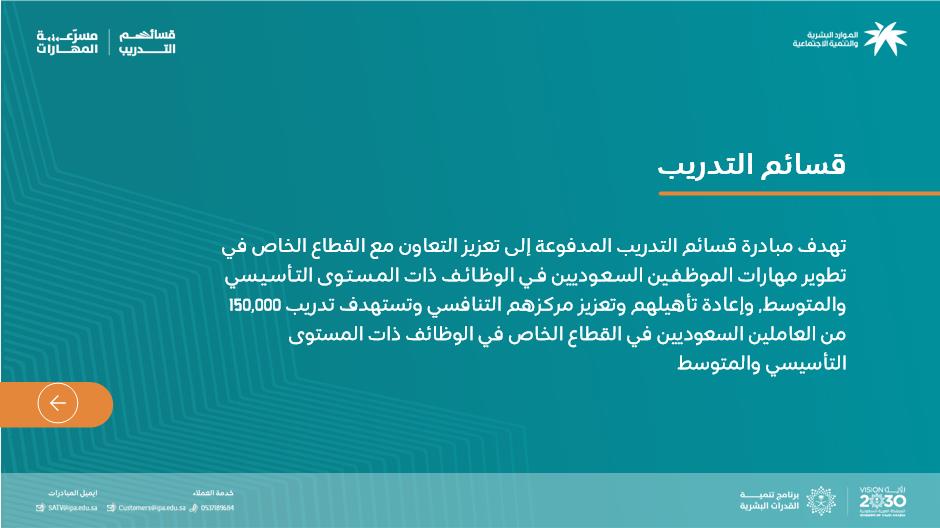 الموارد البشرية
والتنمية الاجتماعية
قسائم التدريب
مسرّعة المهارات
قسائم التدريب
تهدف مبادرة قسائم التدريب المدفوعة إلى تعزيز التعاون مع القطاع الخاص في
تطوير مهارات الموظفين السعوديين في الوظائف ذات المستوى التأسيسي
والمتوسط, وإعادة تأهيلهم وتعزيز مركزهم التنافسي وتستهدف تدريب 150,000
من العاملين السعوديين في القطاع الخاص في الوظائف ذات المستوى
التأسيسي والمتوسط
VISION رؤيـــة
2030
برنامج تنميــــة
القدرات البشرية
خدمة العملاء
0537189684
Customers@ipa.edu.sa
ايميل المبادرات
SATV@ipa.edu.sa